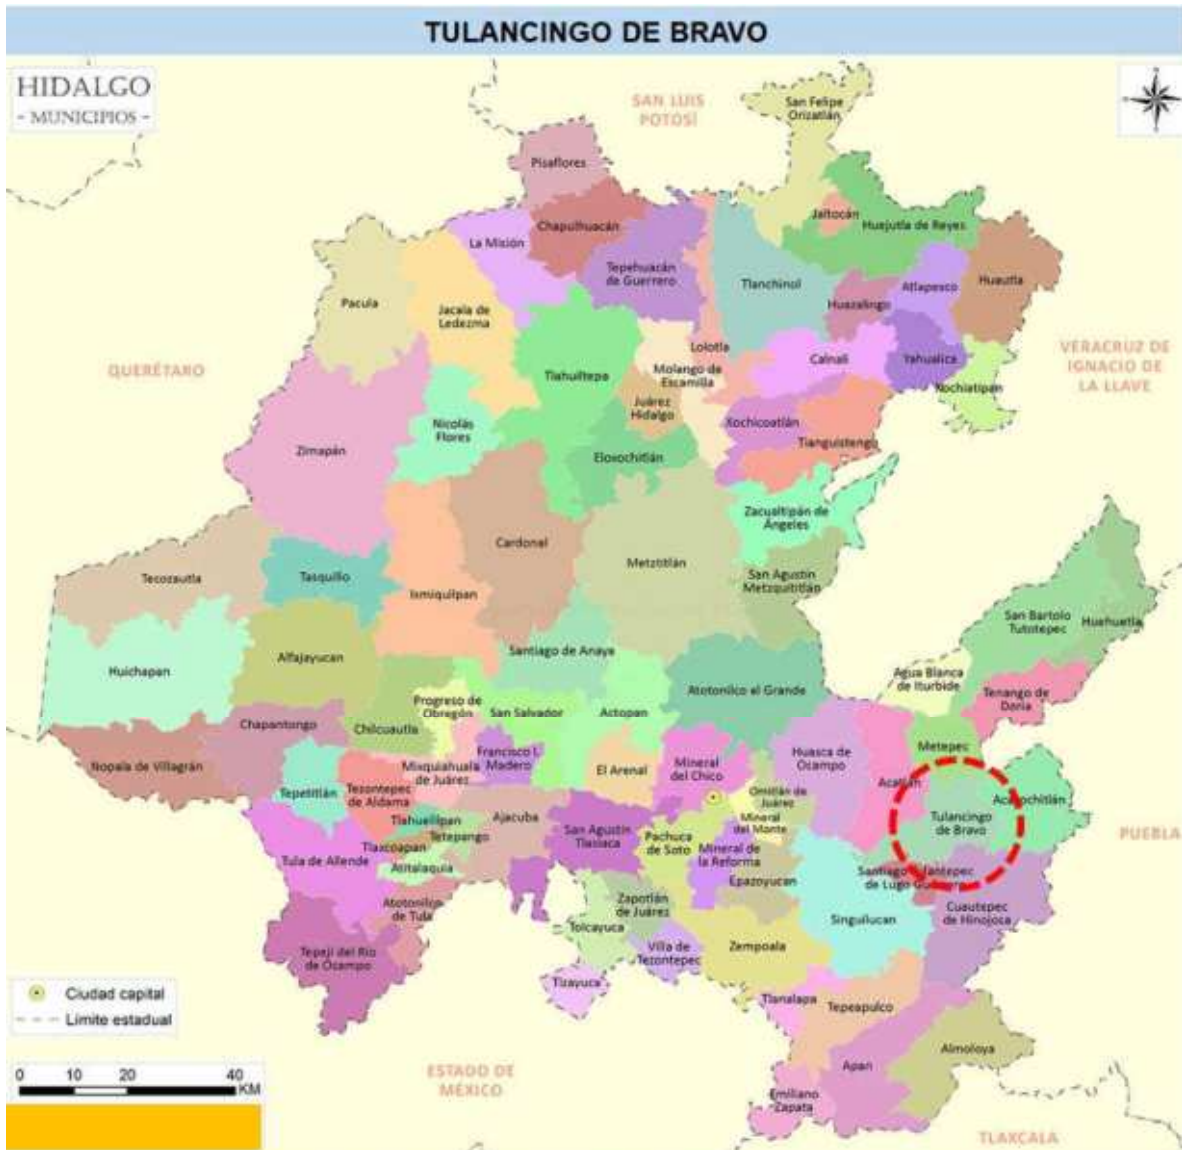 TULANCINGO DE BRAVO
HIDALGO
- MUNICIPIOS -
SAN LUIS
POTOSÍ
San Felipe
Orizatlán
Pisaflores
Chapulhuacán
La Misión
Jaltocán
Huejutla de Reyes
Tepehuacán
de Guerrero
Tlanchinol
Atlapexco
Huautla
Pacula
Jacala de
Ledezma
Huazalingo
QUERÉTARO
Lolotla
Calnali
Yahualica
VERACRUZ DE
IGNACIO DE
LA LLAVE
Tlahuiltepa
Molango de
Escamilla
Xochiatipan
Juárez
Hidalgo
Nicolás
Flores
Xochicoatlán
Tianguistengo
Zimapán
Eloxochitlán
Zacualtipán de
Ángeles
Cardonal
Metztitlán
San Agustín
Metzquititlán
Tecozautla
Tasquillo
Ixmiquilpan
San Bartolo
Tutotepec
Huehuetla
Santiago de Anaya
Alfajayucan
Huichapan
Agua Blanca
de Iturbide
Tenango de
Doria
Atotonilco el Grande
Progreso de
Obregón
San Salvador
Actopan
Chapantongo
Chilcuautla
Metepec
Nopala de Villagrán
Mixquiahuala
de Juárez
Francisco I.
Madero
El Arenal
Mineral
del Chico
Huasca de
Ocampo
Acatlán
Tepetitlán
Tezontepec
de Aldama
Omitlán de
Juárez
Acaxochitlán
Tlahuelilpan
Ajacuba
Tulancingo
de Bravo
Mineral
del Monte
PUEBLA
Tetepango
San Agustín
Tlaxiaca
Pachuca
de Soto
Tlaxcoapan
Mineral de
la Reforma
Tula de Allende
Atitalaquia
Epazoyucan
Santiago Tulantepec
de Lugo Guerrero
Zapotlán
de Juárez
Atotonilco
de Tula
Cuautepec
de Hinojosa
Singuilucan
Tolcayuca
Villa de
Tezontepec
Zempoala
Tepeji del Río
de Ocampo
Tizayuca
Tlanalapa
Tepeapulco
Ciudad capital
Límite estadual
Almoloya
Apan
0 10 20 40
KM
ESTADO DE
MÉXICO
Emiliano
Zapata
TLAXCALA